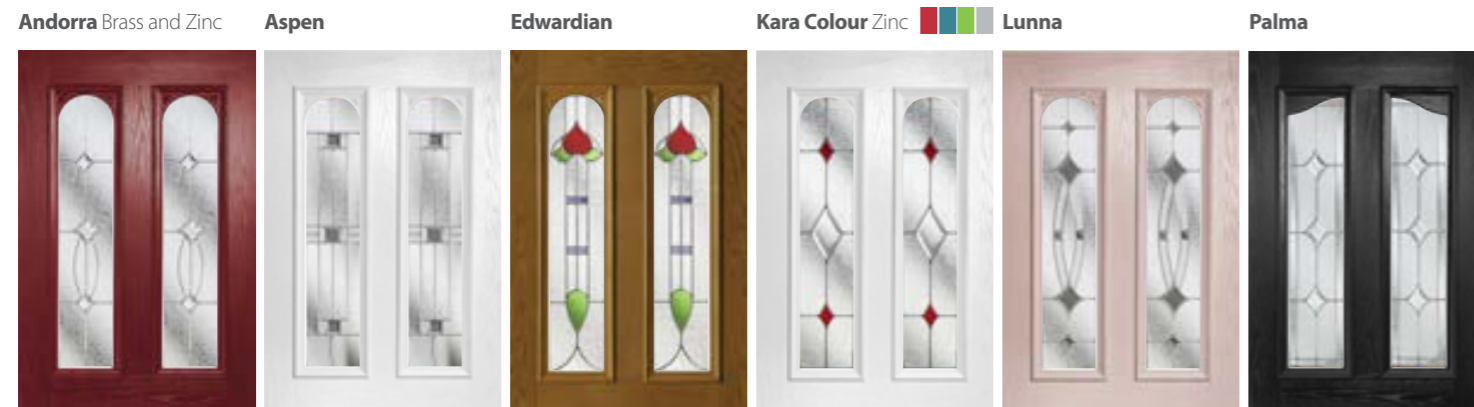 Andorra Brass and Zinc
Aspen
Edwardian
Kara Colour Zinc
Lunna
Palma